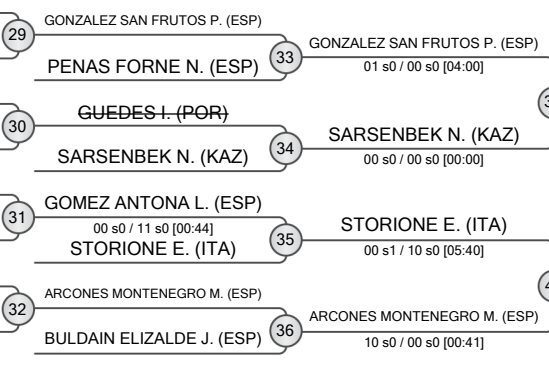 29
GONZALEZ SAN FRUTOS P. (ESP)
PENAS FORNE N. (ESP)
33
GONZALEZ SAN FRUTOS P. (ESP)
01 s0 / 00 s0 [04:00]
30
GUEDES I. (POR)
SARSENBEK N. (KAZ)
34
SARSENBEK N. (KAZ)
00 s0 / 00 s0 [00:00]
31
GOMEZ ANTONA L. (ESP)
00 s0 / 11 s0 [00:44]
STORIONE E. (ITA)
35
STORIONE E. (ITA)
00 s1 / 10 s0 [05:40]
32
ARCONES MONTENEGRO M. (ESP)
BULDAIN ELIZALDE J. (ESP)
36
ARCONES MONTENEGRO M. (ESP)
10 s0 / 00 s0 [00:41]